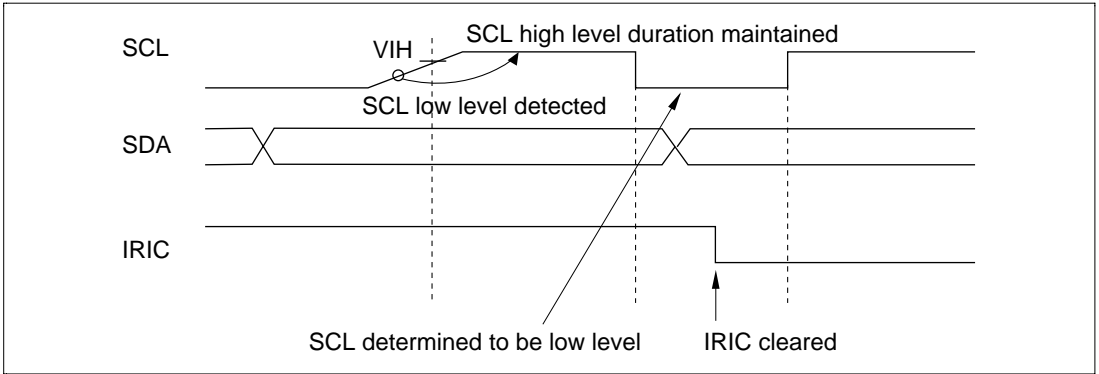 SCL
VIH
SCL high level duration maintained
SCL low level detected
SDA
IRIC
SCL determined to be low level
IRIC cleared